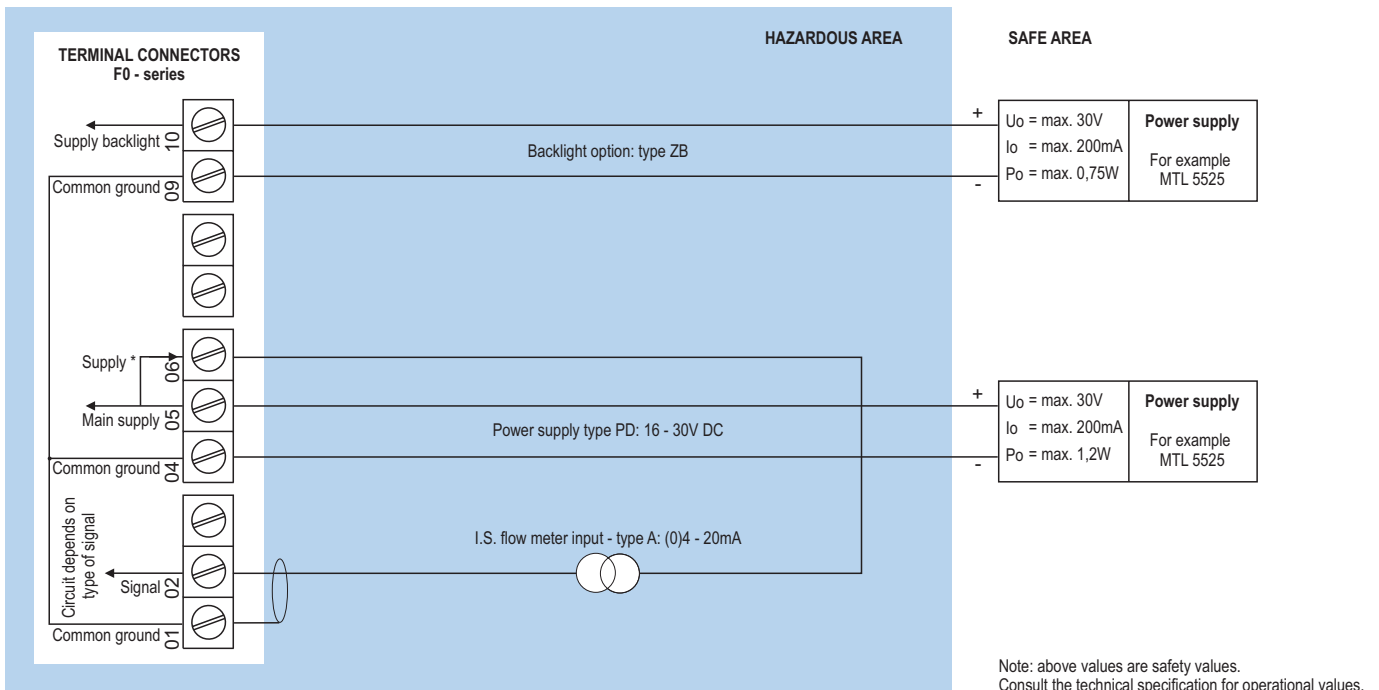 HAZARDOUS AREA
SAFE AREA
TERMINAL CONNECTORS
F0 - series
Supply backlight
10
Common ground
09
Backlight option: type ZB
+
-
Uo = max. 30V
Io = max. 200mA
Po = max. 0,75W
Power supply
For example
MTL 5525
Supply *
06
Main supply
05
Common ground
04
Power supply type PD: 16 - 30V DC
+
-
Uo = max. 30V
Io = max. 200mA
Po = max. 1,2W
Power supply
For example
MTL 5525
Circuit depends on
type of signal
Signal
02
Common ground
01
I.S. flow meter input - type A: (0)4 - 20mA
Note: above values are safety values.
Consult the technical specification for operational values.